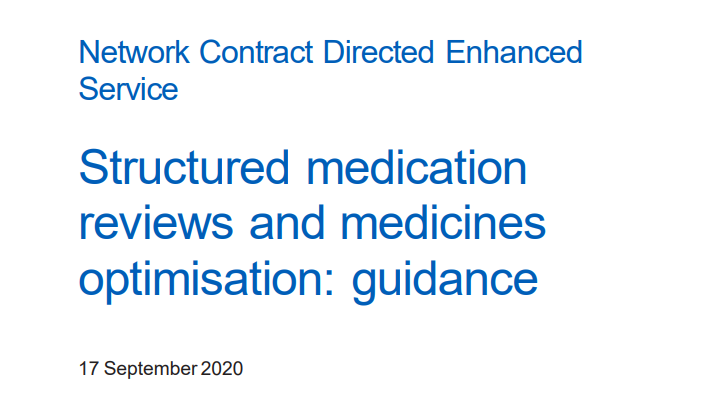 Network Contract Directed Enhanced
Service
Structured medication
reviews and medicines
optimisation: guidance
17 September 2020